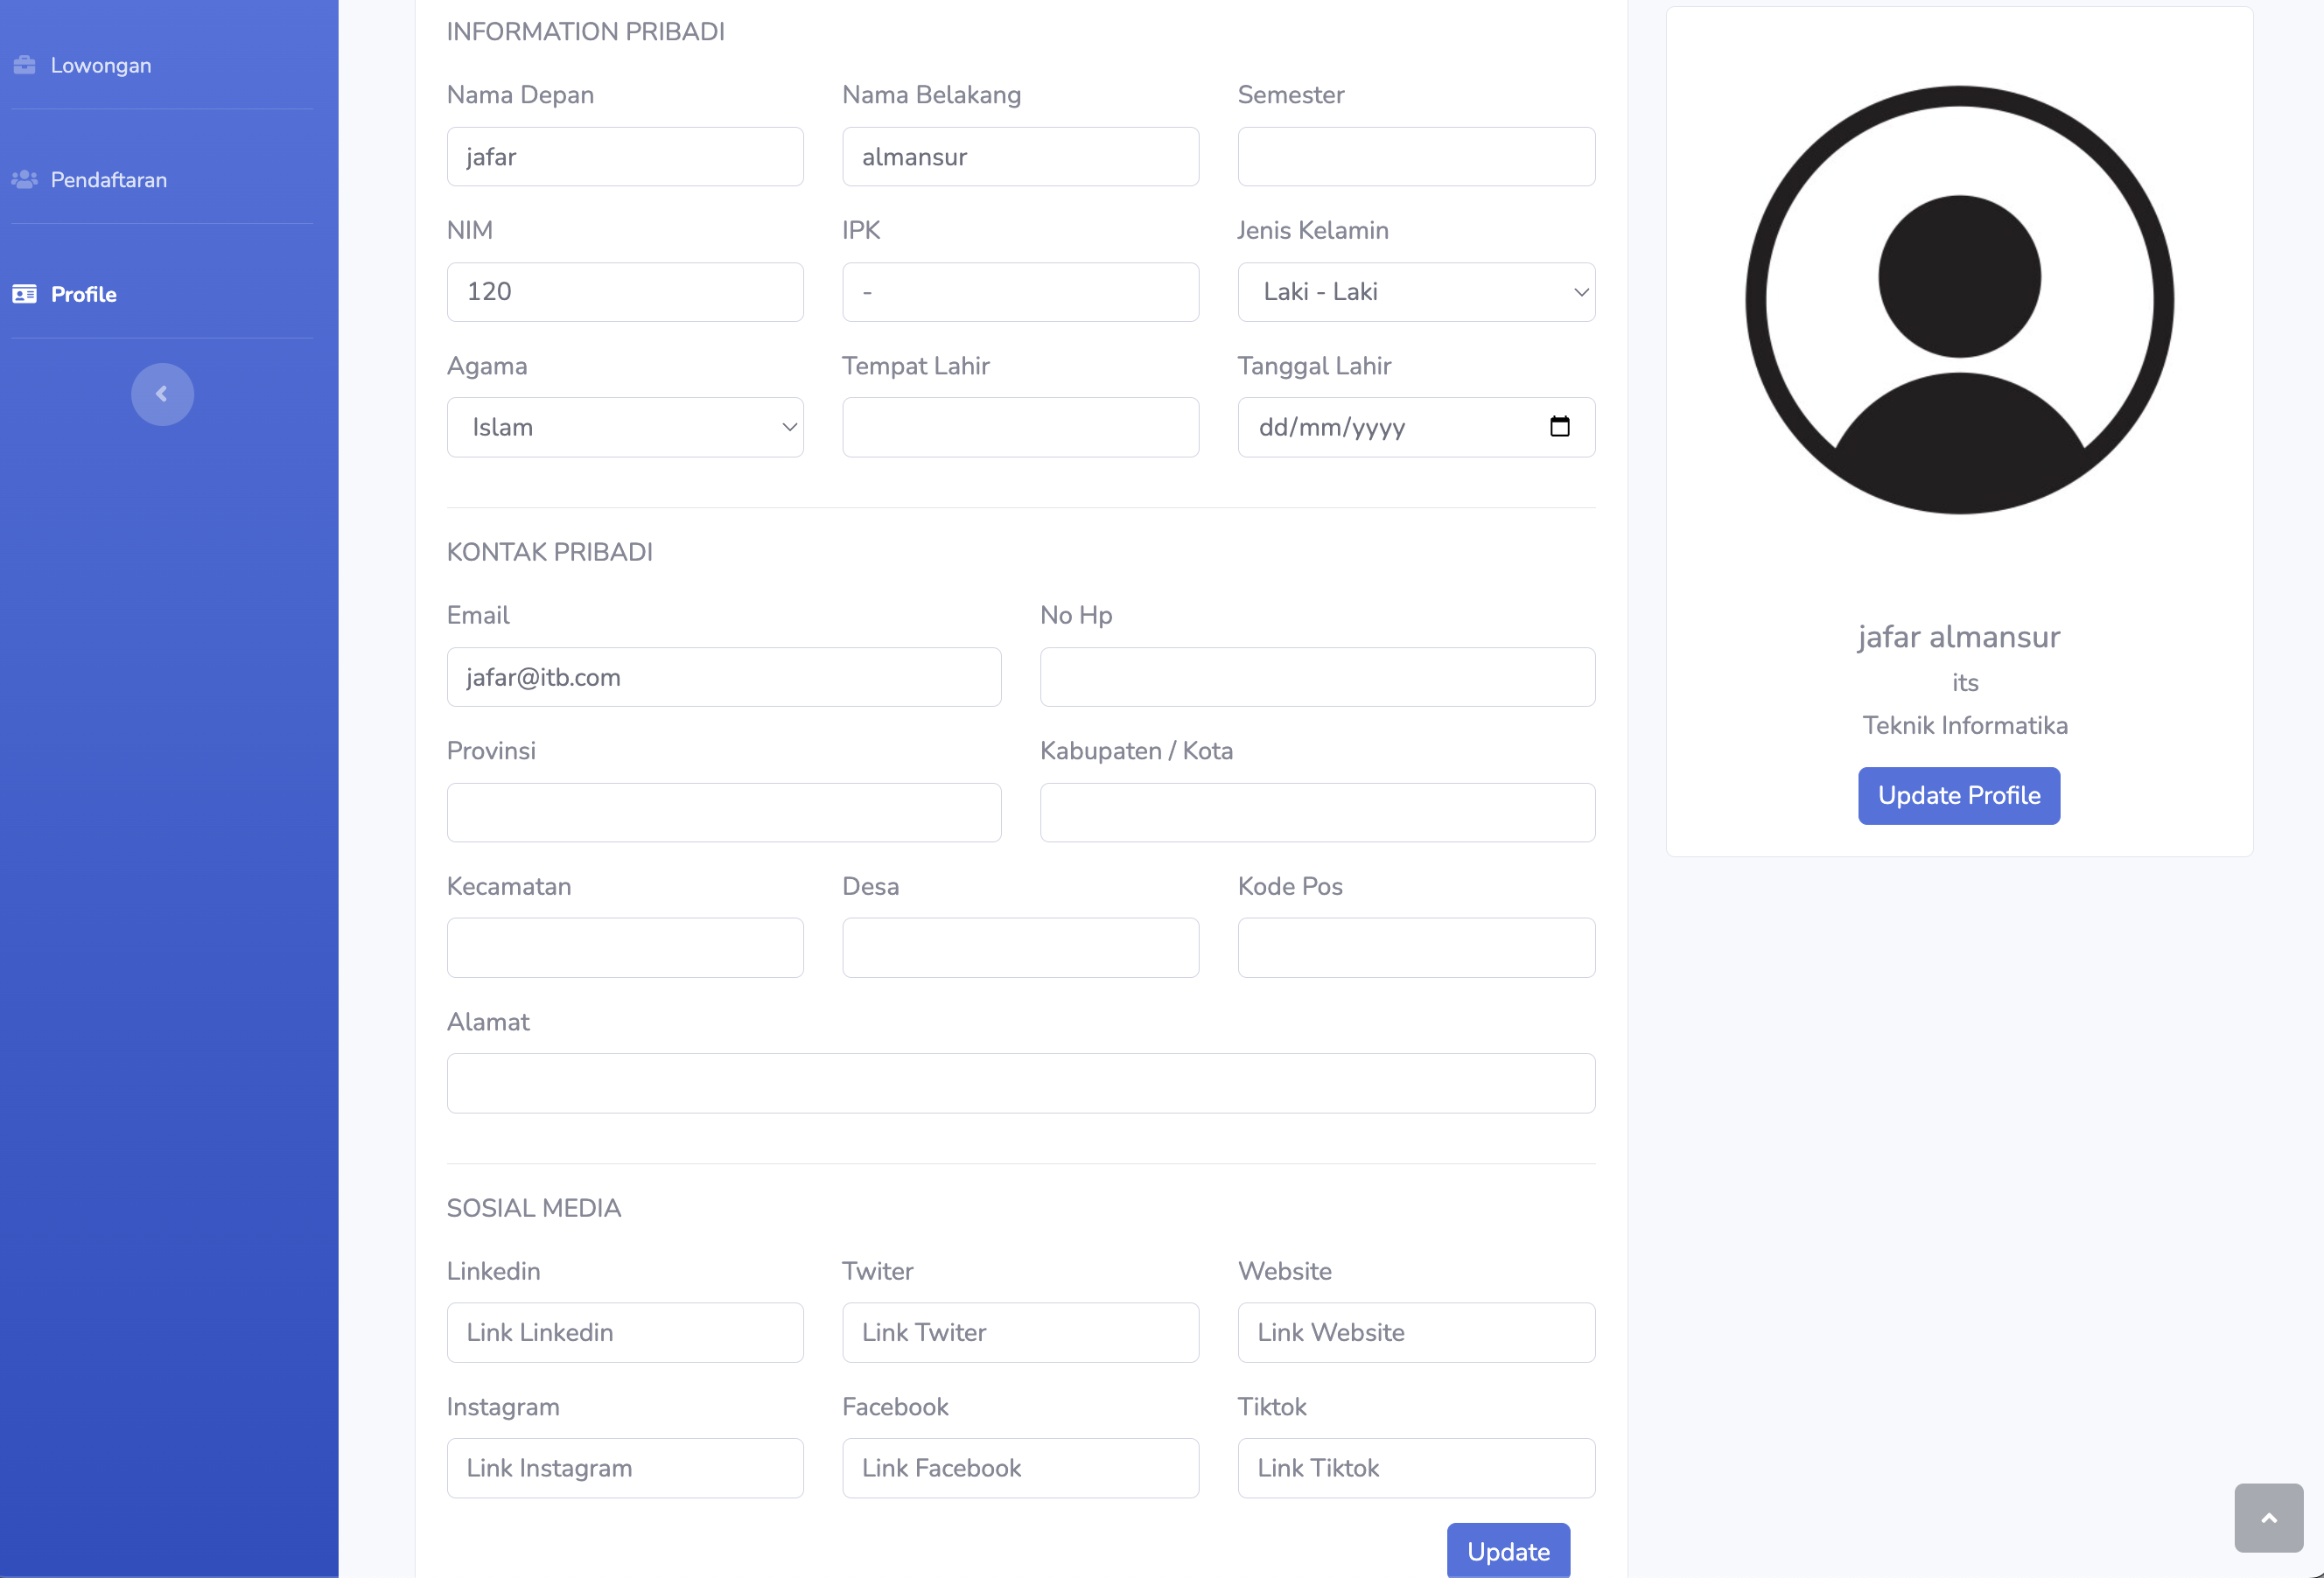 Lowongan
Pendaftaran
Profile
INFORMATION PRIBADI
Nama Depan Nama Belakang Semester
jafar almansur
NIM IPK Jenis Kelamin
120 - Laki - Laki
Agama Tempat Lahir Tanggal Lahir
Islam dd/mm/yyyy
KONTAK PRIBADI
Email No Hp
jafar@itb.com
Provinsi Kabupaten / Kota
Kecamatan Desa Kode Pos
Alamat
SOSIAL MEDIA
Linkedin Twiter Website
Link Linkedin Link Twiter Link Website
Instagram Facebook Tiktok
Link Instagram Link Facebook Link Tiktok
Update
jafar almansur
its
Teknik Informatika
Update Profile